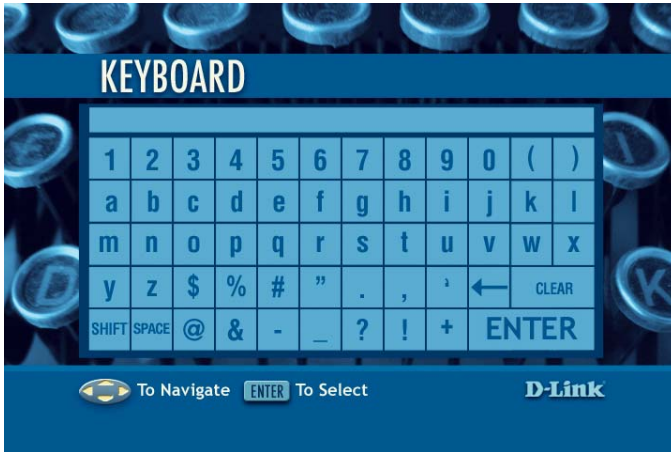 KEYBOARD
1 2 3 4 5 6 7 8 9 0 ( )
a b c d e f g h i j k l
m n o p q r s t u v w x
y z $ % # ” . , ← CLEAR
SHIFT SPACE @ & - _ ? ! + ENTER
D K
To Navigate ENTER To Select D-Link